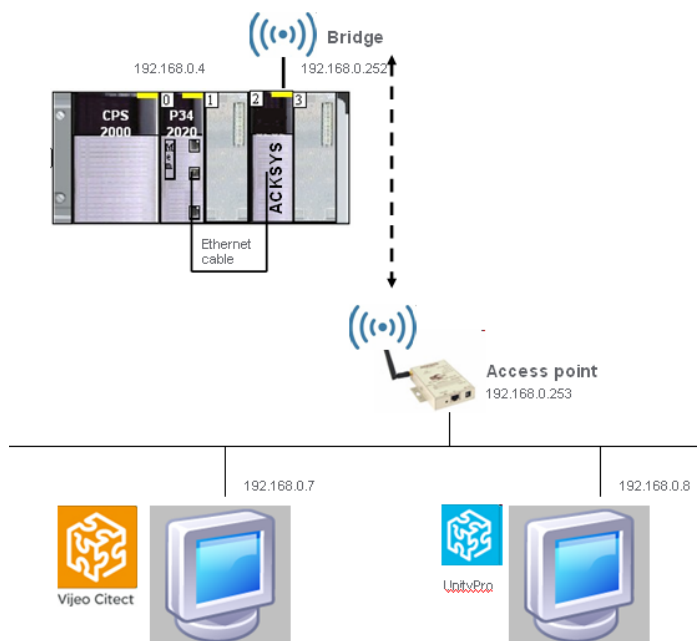 Bridge
192.168.0.4
192.168.0.252
0
1
2
3
CPS
2000
P34
2020
ACKSYS
Ethernet
cable
Access point
192.168.0.253
192.168.0.7
192.168.0.8
Vijeo Citect
UnityPro